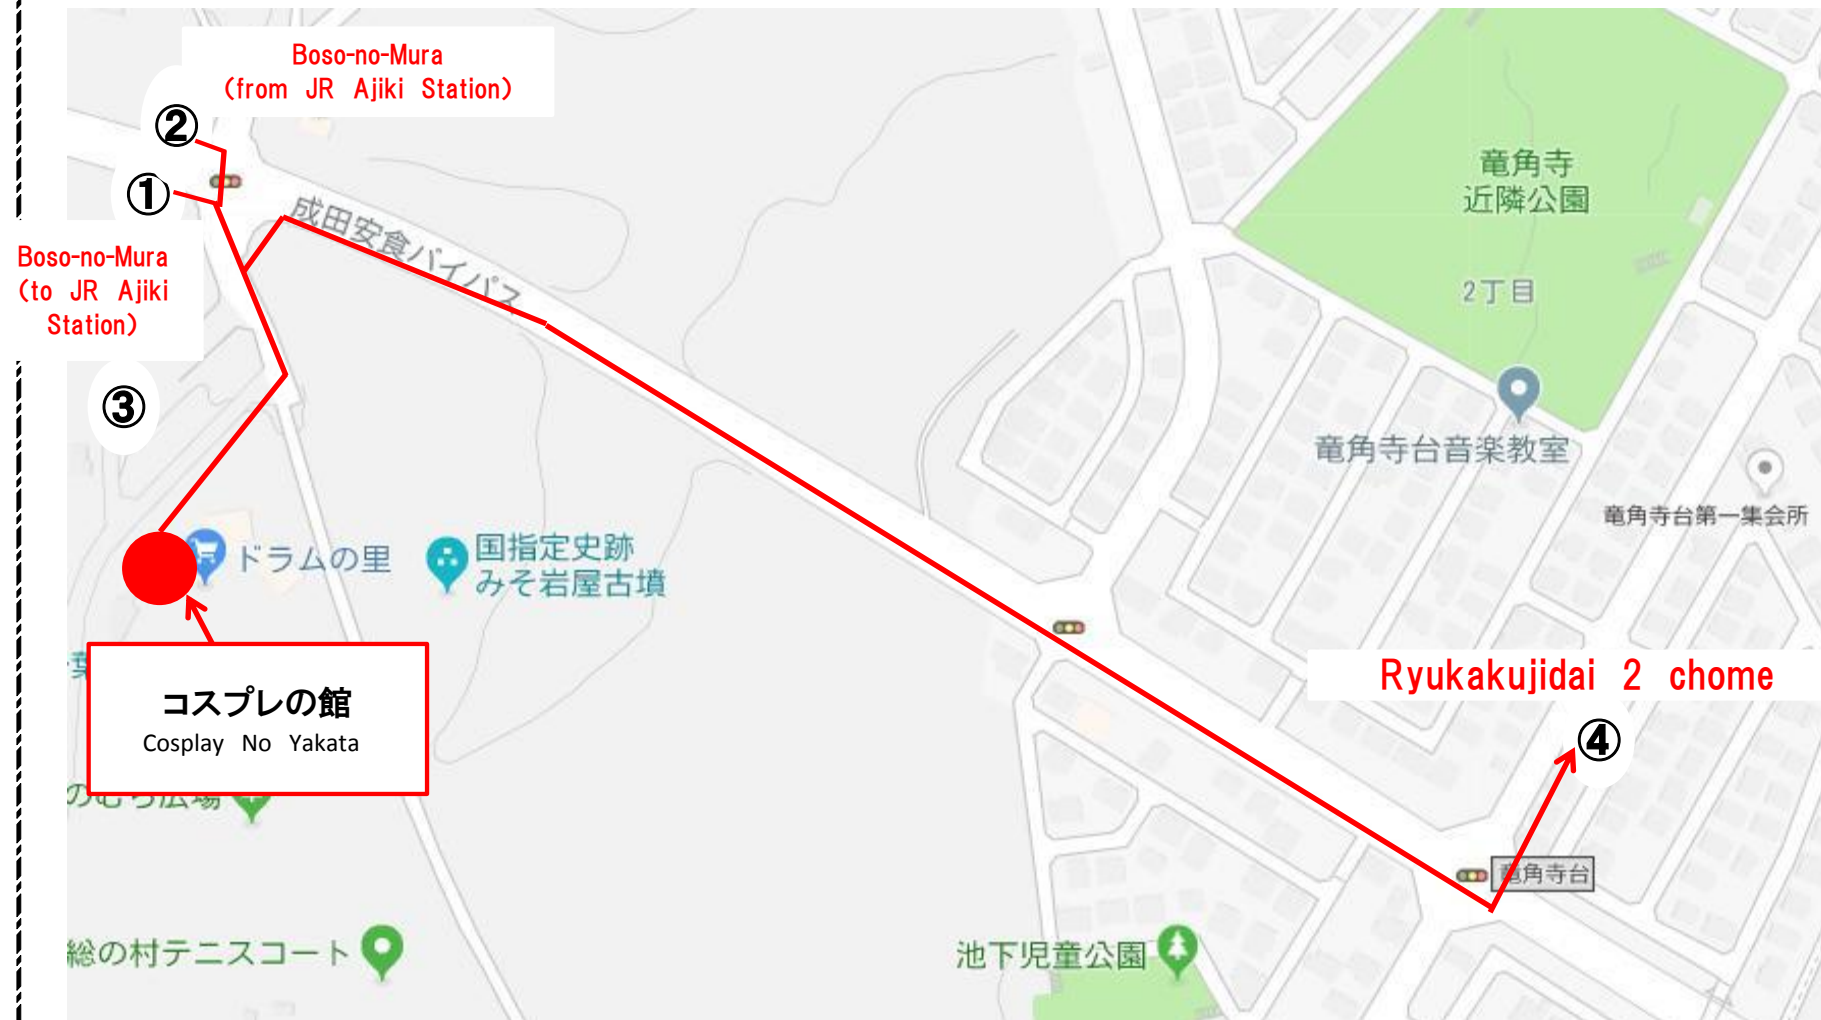 Boso-no-Mura
(from JR Ajiki Station)
②
①
成田安食バイパス
Boso-no-Mura
(to JR Ajiki
Station)
③
竜角寺
近隣公園
2丁目
竜角寺台音楽教室
竜角寺台第一集会所
ドラムの里
国指定史跡
みそ岩屋古墳
コスプレの館
Cosplay No Yakata
Ryukakujidai 2 chome
④
のむら広場
竜角寺台
総の村テニスコート
池下児童公園